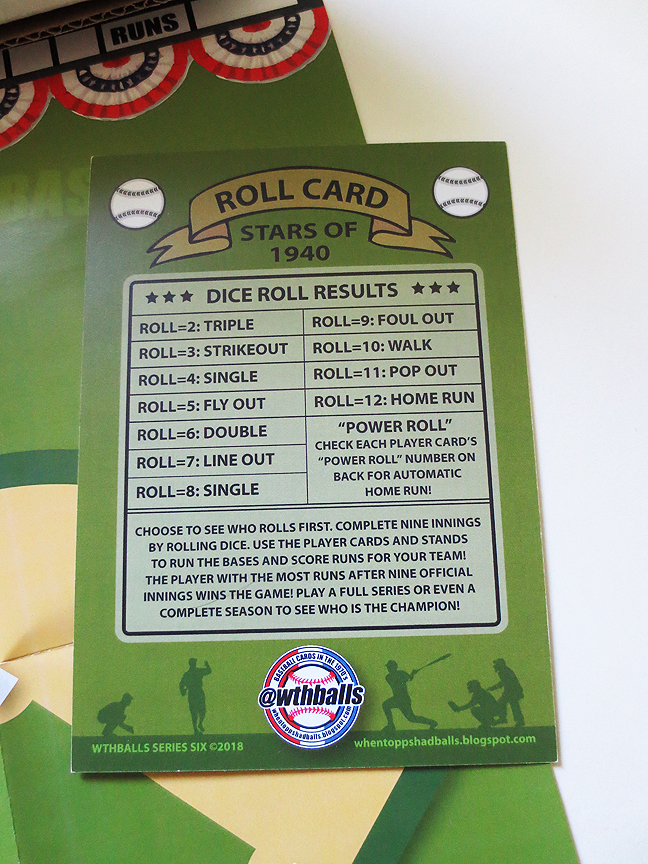 RUNS
BAS
ROLL CARD
STARS OF
1940
DICE ROLL RESULTS
ROLL=2: TRIPLE
ROLL=3: STRIKEOUT
ROLL=4: SINGLE
ROLL=5: FLY OUT
ROLL=6: DOUBLE
ROLL=7: LINE OUT
ROLL=8: SINGLE
ROLL=9: FOUL OUT
ROLL=10: WALK
ROLL=11: POP OUT
ROLL=12: HOME RUN
“POWER ROLL”
CHECK EACH PLAYER CARD’S
“POWER ROLL” NUMBER ON
BACK FOR AUTOMATIC
HOME RUN!
CHOOSE TO SEE WHO ROLLS FIRST. COMPLETE NINE INNINGS
BY ROLLING DICE. USE THE PLAYER CARDS AND STANDS
TO RUN THE BASES AND SCORE RUNS FOR YOUR TEAM!
THE PLAYER WITH THE MOST RUNS AFTER NINE OFFICIAL
INNINGS WINS THE GAME! PLAY A FULL SERIES OR EVEN A
COMPLETE SEASON TO SEE WHO IS THE CHAMPION!
BASEBALL CARDS IN THE 1970's
@wthballs
whentoppshadballs.blogspot.com
WTHBALLS SERIES SIX ©2018
whentoppshadballs.blogspot.com